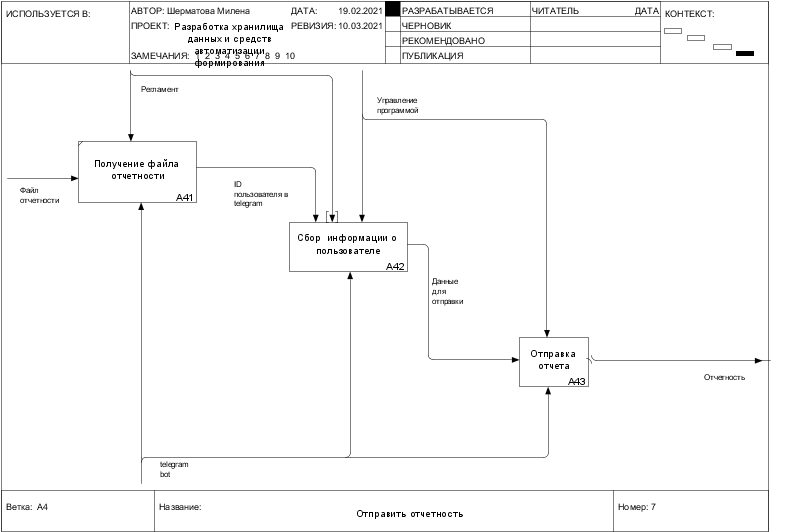 ИСПОЛЬЗУЕТСЯ В:
АВТОР: Шерматова Милена
ДАТА: 19.02.2021
РАЗРАБАТЫВАЕТСЯ
ЧИТАТЕЛЬ
ДАТА
КОНТЕКСТ:
ПРОЕКТ: Разработка хранилища
данных и средств
автоматизации
формирования
РЕВИЗИЯ: 10.03.2021
ЧЕРНОВИК
РЕКОМЕНДОВАНО
ЗАМЕЧАНИЯ: 1 2 3 4 5 6 7 8 9 10
ПУБЛИКАЦИЯ
Регламент
Управление
программой
Получение файла
отчетности
A41
Файл
отчетности
ID
пользователя в
telegram
Сбор информации о
пользователе
A42
Данные
для
отправки
Отправка
отчета
A43
Отчетность
telegram
bot
Ветка: A4
Название:
Отправить отчетность
Номер: 7